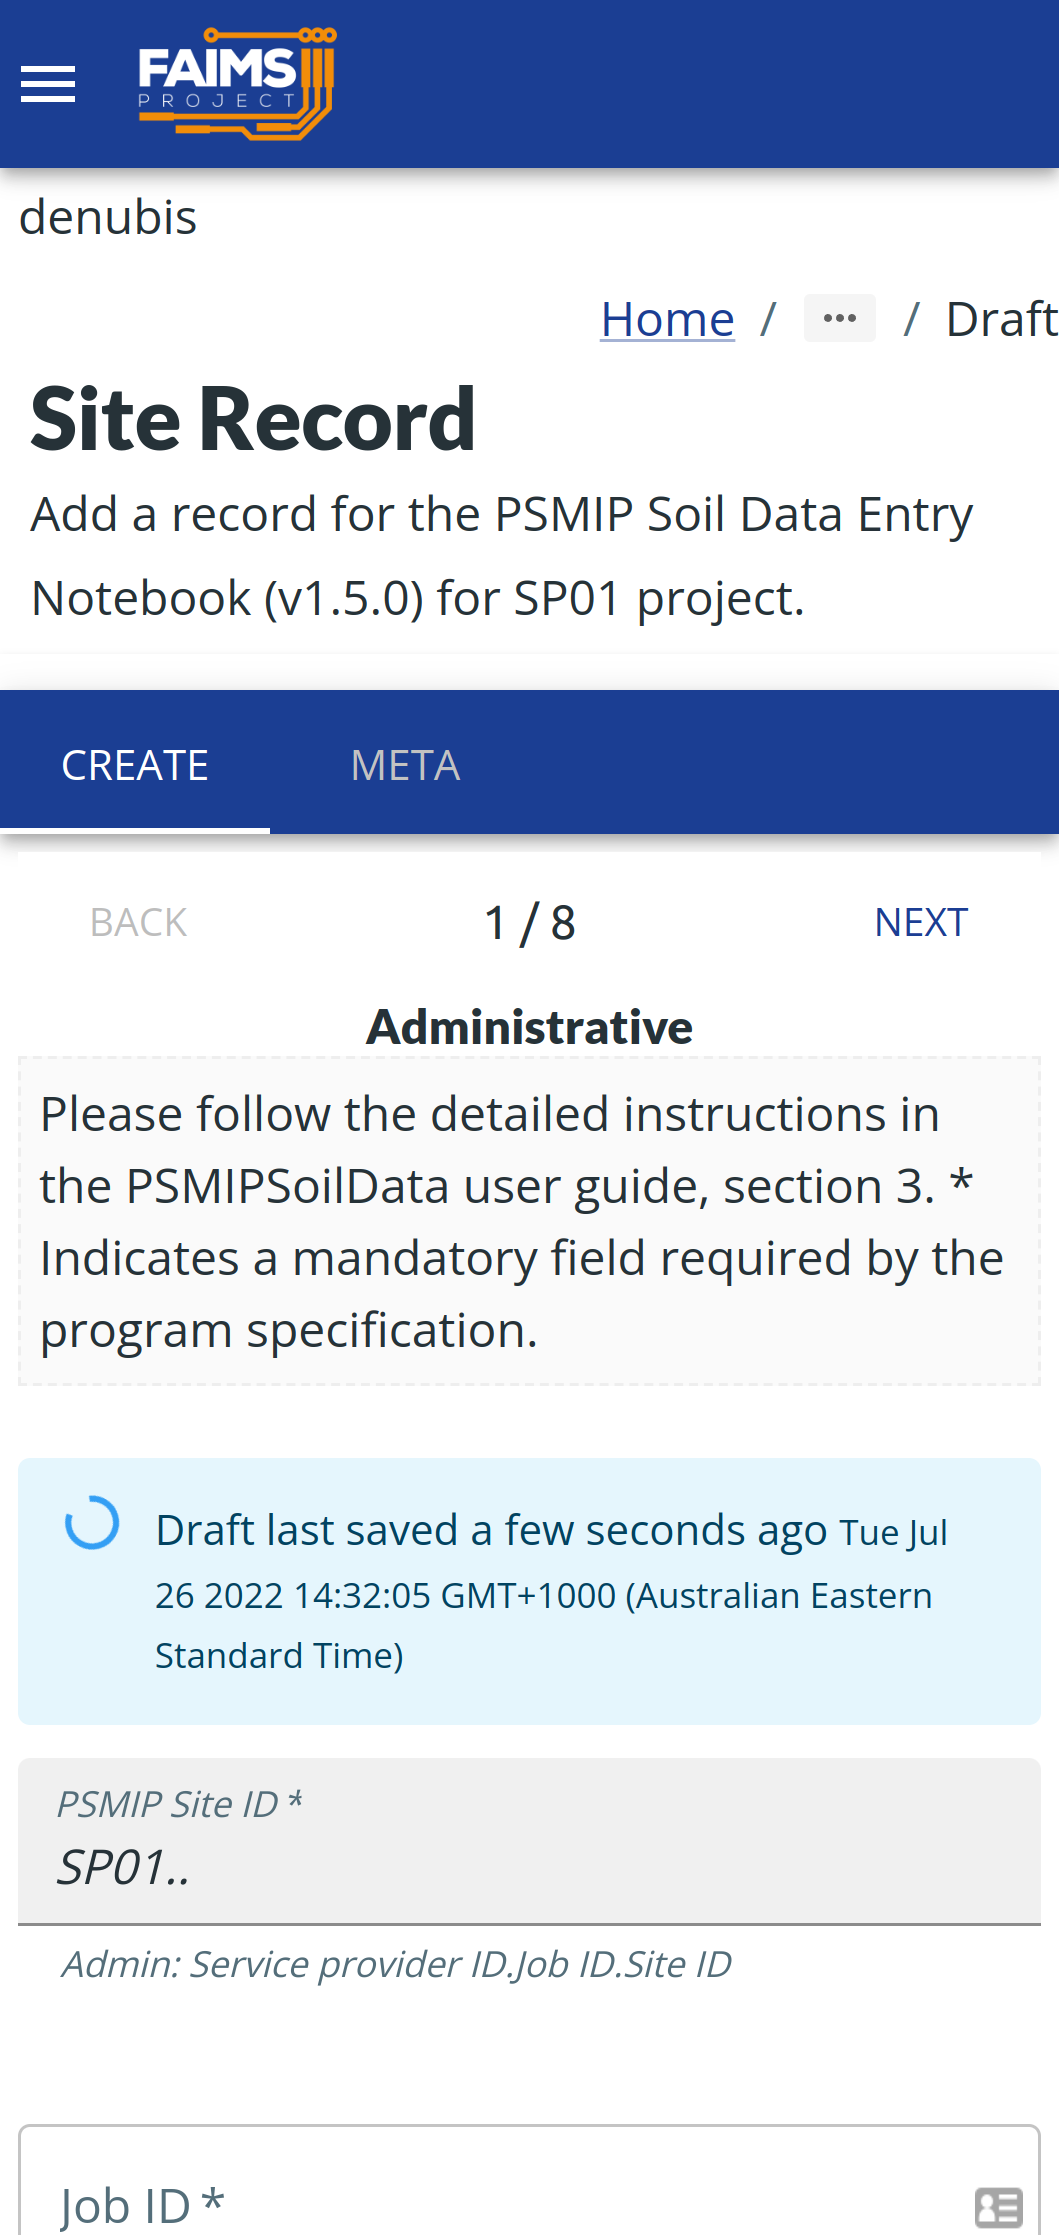 FAIMS
PROJECT
denubis
Home / ••• / Draft
Site Record
Add a record for the PSMIP Soil Data Entry
Notebook (v1.5.0) for SP01 project.
CREATE META
BACK 1 / 8 NEXT
Administrative
Please follow the detailed instructions in
the PSMIPSoilData user guide, section 3. *
Indicates a mandatory field required by the
program specification.
Draft last saved a few seconds ago Tue Jul
26 2022 14:32:05 GMT+1000 (Australian Eastern
Standard Time)
PSMIP Site ID *
SP01..
Admin: Service provider ID.Job ID.Site ID
Job ID *